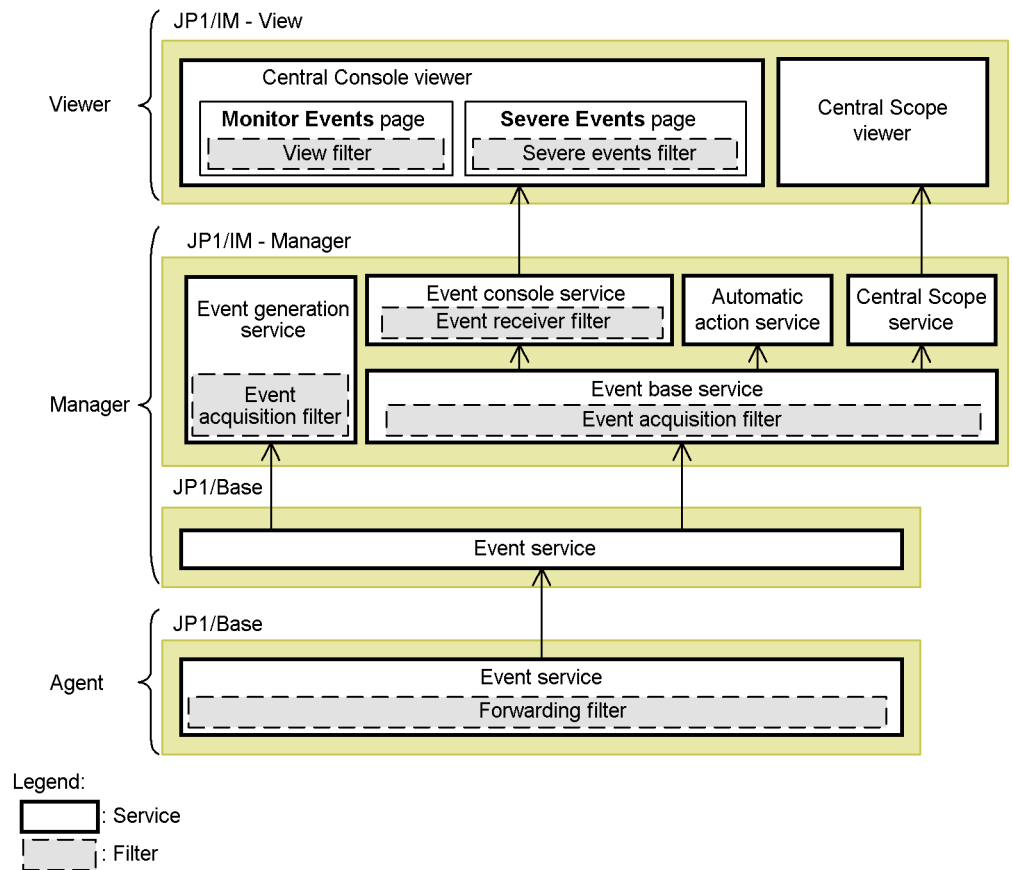 JP1/IM - View
Viewer
Central Console viewer
Monitor Events page
View filter
Severe Events page
Severe events filter
Central Scope
viewer
JP1/IM - Manager
Manager
Event generation
service
Event
acquisition filter
Event console service
Event receiver filter
Automatic
action service
Central Scope
service
Event base service
Event acquisition filter
JP1/Base
Event service
JP1/Base
Agent
Event service
Forwarding filter
Legend:
: Service
: Filter